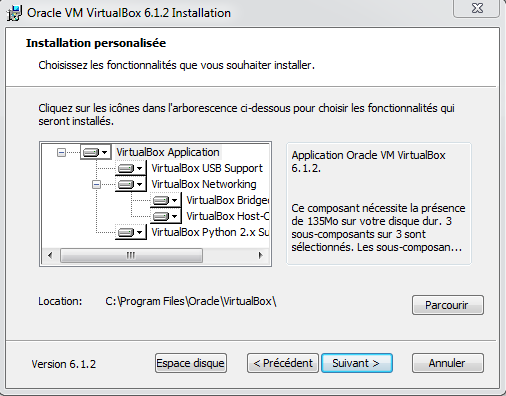 Oracle VM VirtualBox 6.1.2 Installation
Installation personalisée
Choisissez les fonctionnalités que vous souhaiter installer.
Cliquez sur les icônes dans l'arborescence ci-dessous pour choisir les fonctionnalités qui
seront installés.
VirtualBox Application
VirtualBox USB Support
VirtualBox Networking
VirtualBox Bridge
VirtualBox Host-C
VirtualBox Python 2.x Su
Application Oracle VM VirtualBox
6.1.2.
Ce composant nécessite la présence
de 135Mo sur votre disque dur. 3
sous-composants sur 3 sont
sélectionnés. Les sous-composan...
Location:
C:\Program Files\Oracle\VirtualBox\
Parcourir
Version 6.1.2
Espace disque
< Précédent
Suivant >
Annuler